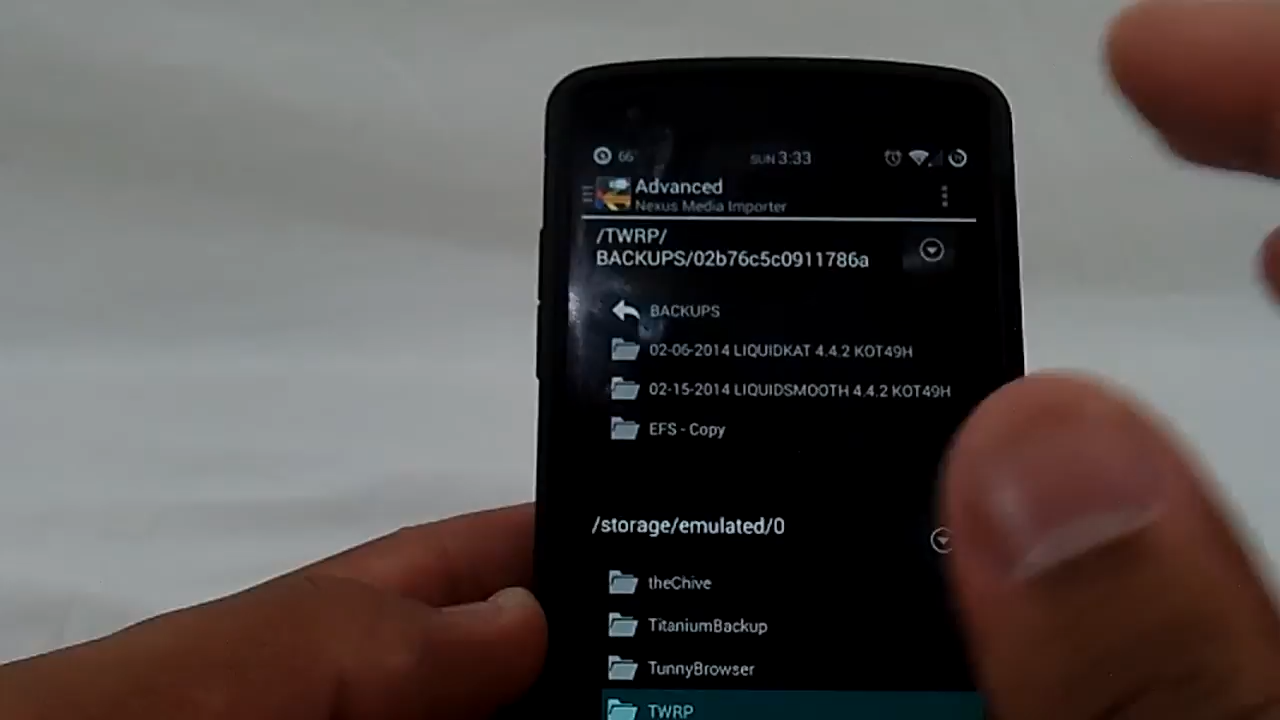 66°
SUN 3:33
Advanced
Nexus Media Importer
/TWRP/
BACKUPS/02b76c5c0911786a
BACKUPS
02-06-2014 LIQUIDKAT 4.4.2 KOT49H
02-15-2014 LIQUIDSMOOTH 4.4.2 KOT49H
EFS - Copy
/storage/emulated/0
theChive
TitaniumBackup
TunnyBrowser
TWRP